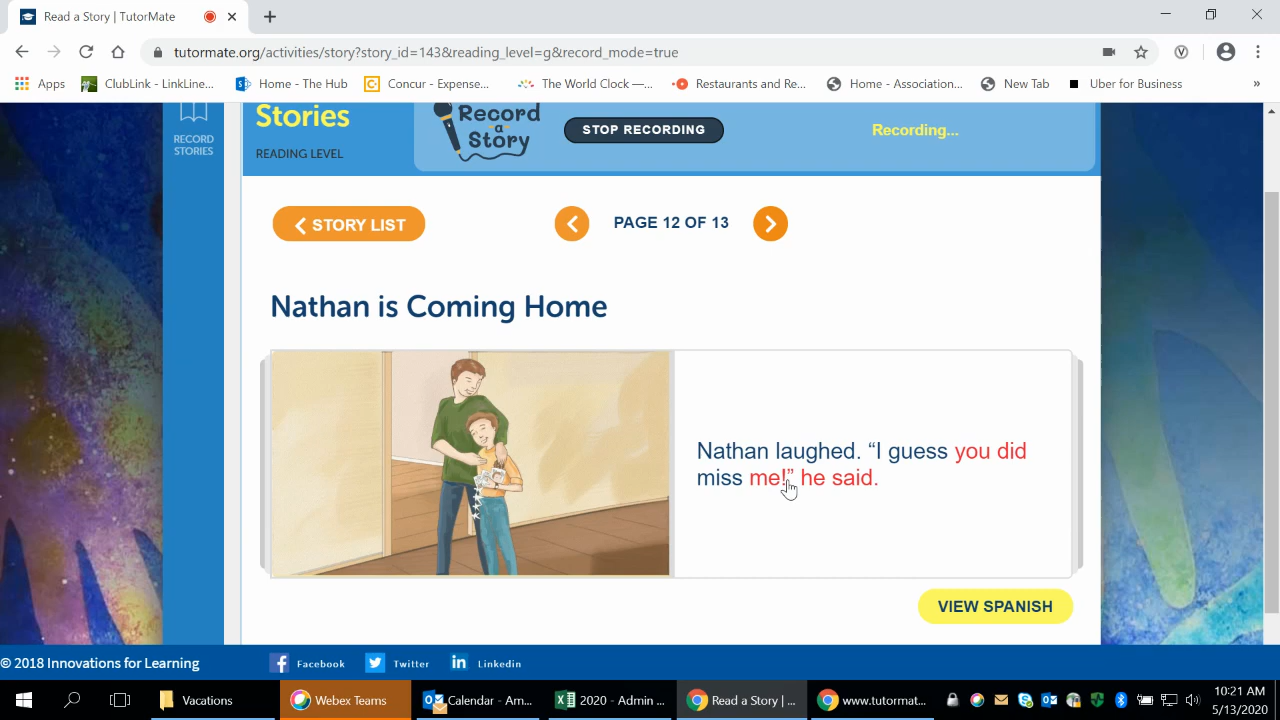 Read a Story | TutorMate
tutormate.org/activities/story?story_id=143&reading_level=g&record_mode=true
Apps ClubLink - LinkLine... Home - The Hub Concur - Expense... The World Clock —... Restaurants and Re... Home - Association... New Tab Uber for Business »
RECORD
STORIES
Stories
READING LEVEL
Record
a
Story
STOP RECORDING
Recording...
STORY LIST
PAGE 12 OF 13
Nathan is Coming Home
Nathan laughed. “I guess you did
miss me!” he said.
VIEW SPANISH
© 2018 Innovations for Learning
Facebook Twitter Linkedin
Vacations Webex Teams Calendar - Am... 2020 - Admin ... Read a Story | ... www.tutormat...
10:21 AM
5/13/2020